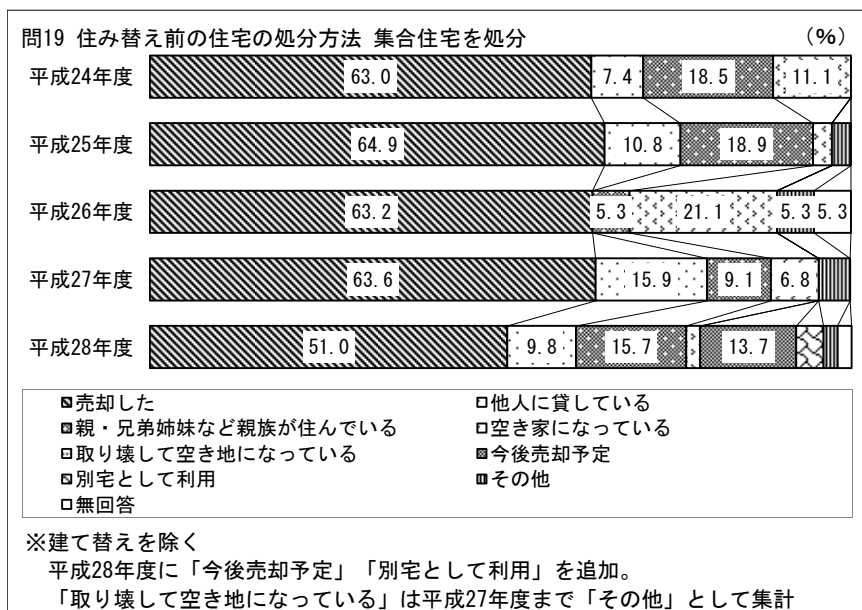 問19 住み替え前の住宅の処分方法 集合住宅を処分 (%)
平成24年度 63.0 7.4 18.5 11.1
平成25年度 64.9 10.8 18.9
平成26年度 63.2 5.3 21.1 5.3 5.3
平成27年度 63.6 15.9 9.1 6.8
平成28年度 51.0 9.8 15.7 13.7
売却した 他人に貸している
親・兄弟姉妹など親族が住んでいる 空き家になっている
取り壊して空き地になっている 今後売却予定
別宅として利用 その他
無回答
※建て替えを除く
平成28年度に「今後売却予定」「別宅として利用」を追加。
「取り壊して空き地になっている」は平成27年度まで「その他」として集計